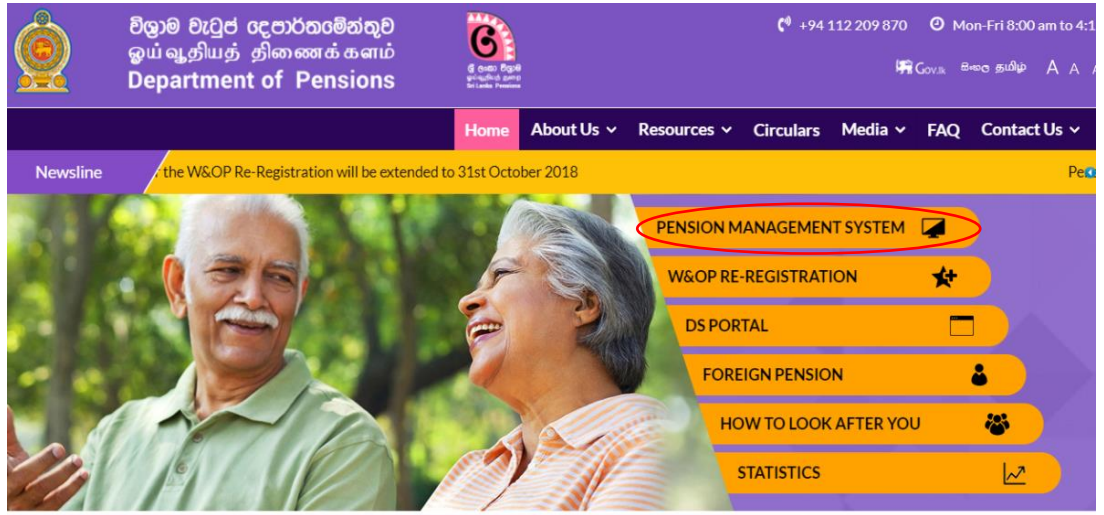 විශ්‍රාම වැටුප් දෙපාර්තමේන්තුව
ஓய்வூதியத் திணைக்களம்
Department of Pensions
ශ්‍රී ලංකා විශ්‍රාම
Sri Lanka Pensions
+94 112 209 870 Mon-Fri 8:00 am to 4:1
Gov.lk සිංහල தமிழ் A A A
Home About Us Resources Circulars Media FAQ Contact Us
Newsline r the W&OP Re-Registration will be extended to 31st October 2018 Pe
PENSION MANAGEMENT SYSTEM
W&OP RE-REGISTRATION
DS PORTAL
FOREIGN PENSION
HOW TO LOOK AFTER YOU
STATISTICS